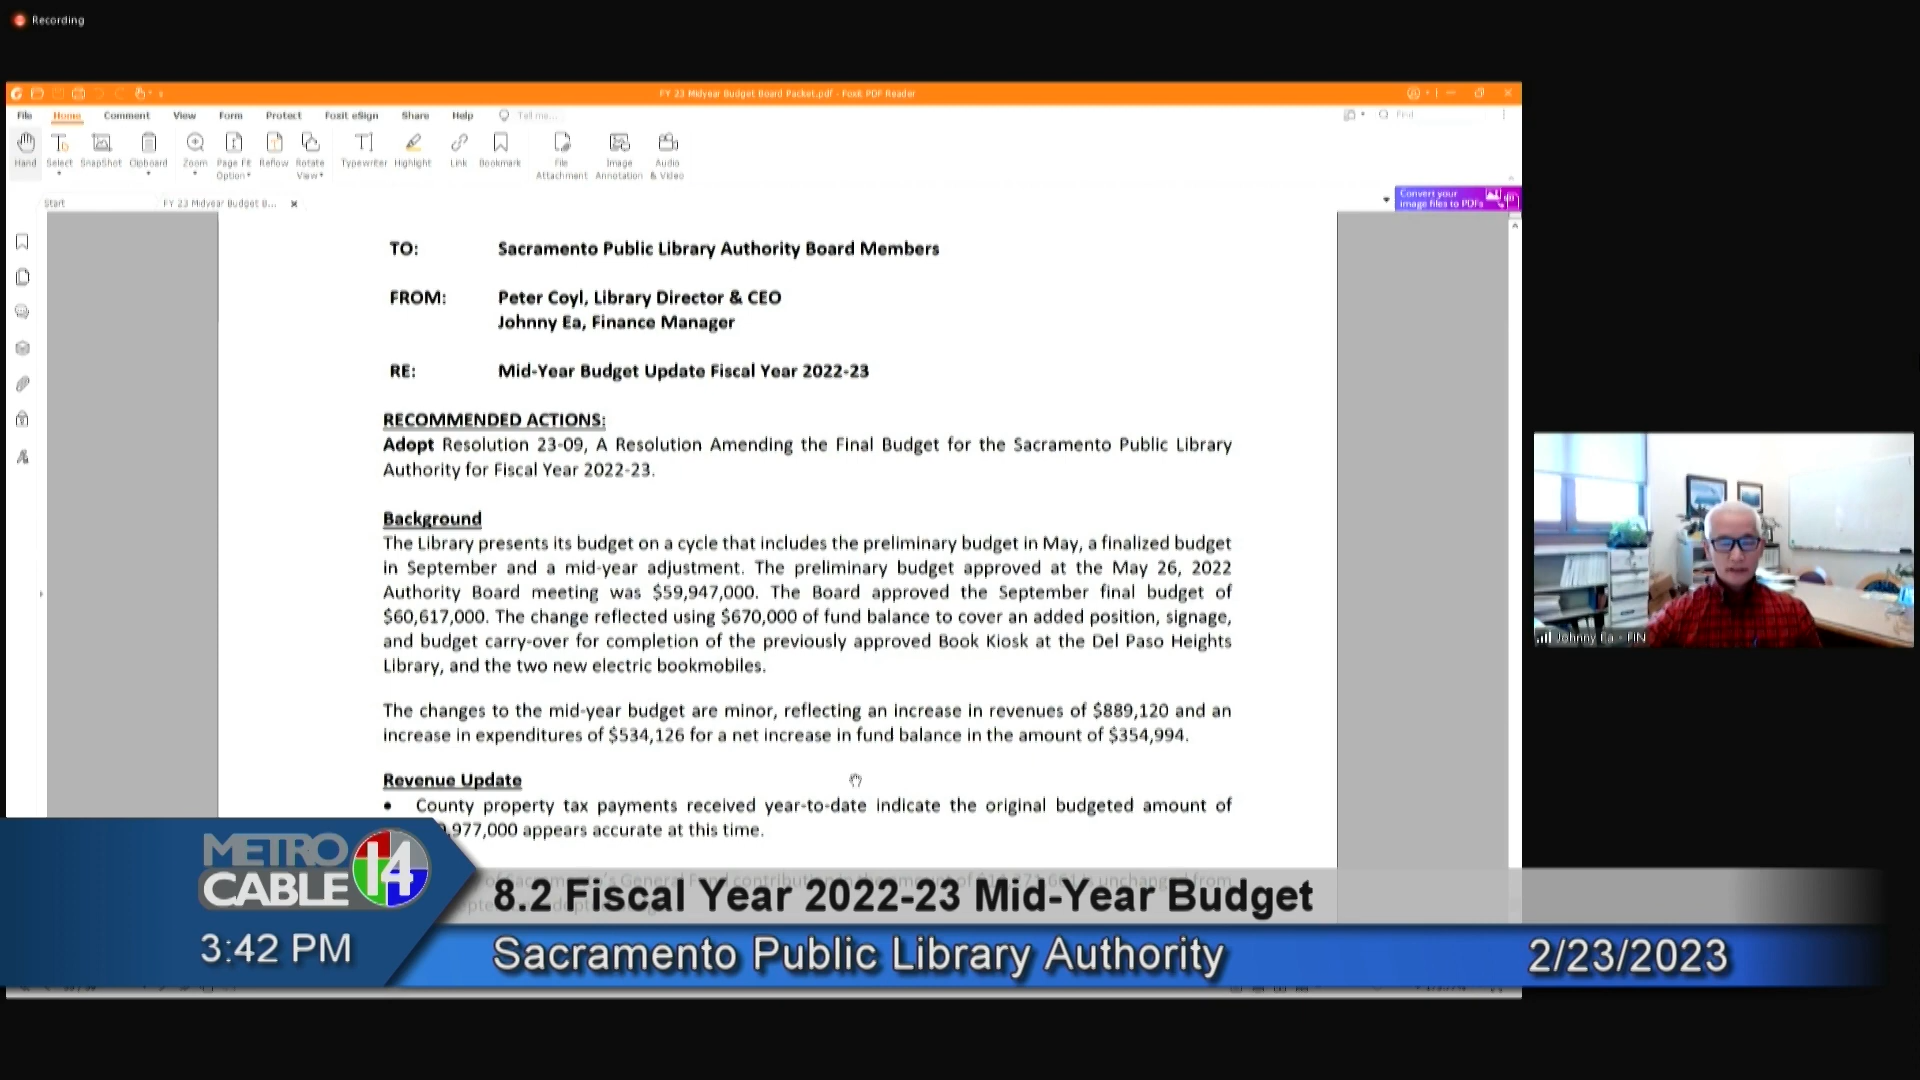 Recording
FY 23 Midyear Budget Board Packet.pdf - Foxit PDF Reader
File Home Comment View Form Protect Foxit eSign Share Help Tell me... Find
Hand Select SnapShot Clipboard Zoom Page Fit Option Reflow Rotate View Typewriter Highlight Link Bookmark File Attachment Image Annotation Audio & Video
Start FY 23 Midyear Budget B...
Convert your
image files to PDFs
TO: Sacramento Public Library Authority Board Members
FROM: Peter Coyl, Library Director & CEO
Johnny Ea, Finance Manager
RE: Mid-Year Budget Update Fiscal Year 2022-23
RECOMMENDED ACTIONS:
Adopt Resolution 23-09, A Resolution Amending the Final Budget for the Sacramento Public Library
Authority for Fiscal Year 2022-23.
Background
The Library presents its budget on a cycle that includes the preliminary budget in May, a finalized budget
in September and a mid-year adjustment. The preliminary budget approved at the May 26, 2022
Authority Board meeting was $59,947,000. The Board approved the September final budget of
$60,617,000. The change reflected using $670,000 of fund balance to cover an added position, signage,
and budget carry-over for completion of the previously approved Book Kiosk at the Del Paso Heights
Library, and the two new electric bookmobiles.
The changes to the mid-year budget are minor, reflecting an increase in revenues of $889,120 and an
increase in expenditures of $534,126 for a net increase in fund balance in the amount of $354,994.
Revenue Update
• County property tax payments received year-to-date indicate the original budgeted amount of
,977,000 appears accurate at this time.
Johnny Ea - FIN
METRO
CABLE 14
3:42 PM
8.2 Fiscal Year 2022-23 Mid-Year Budget
Sacramento Public Library Authority 2/23/2023